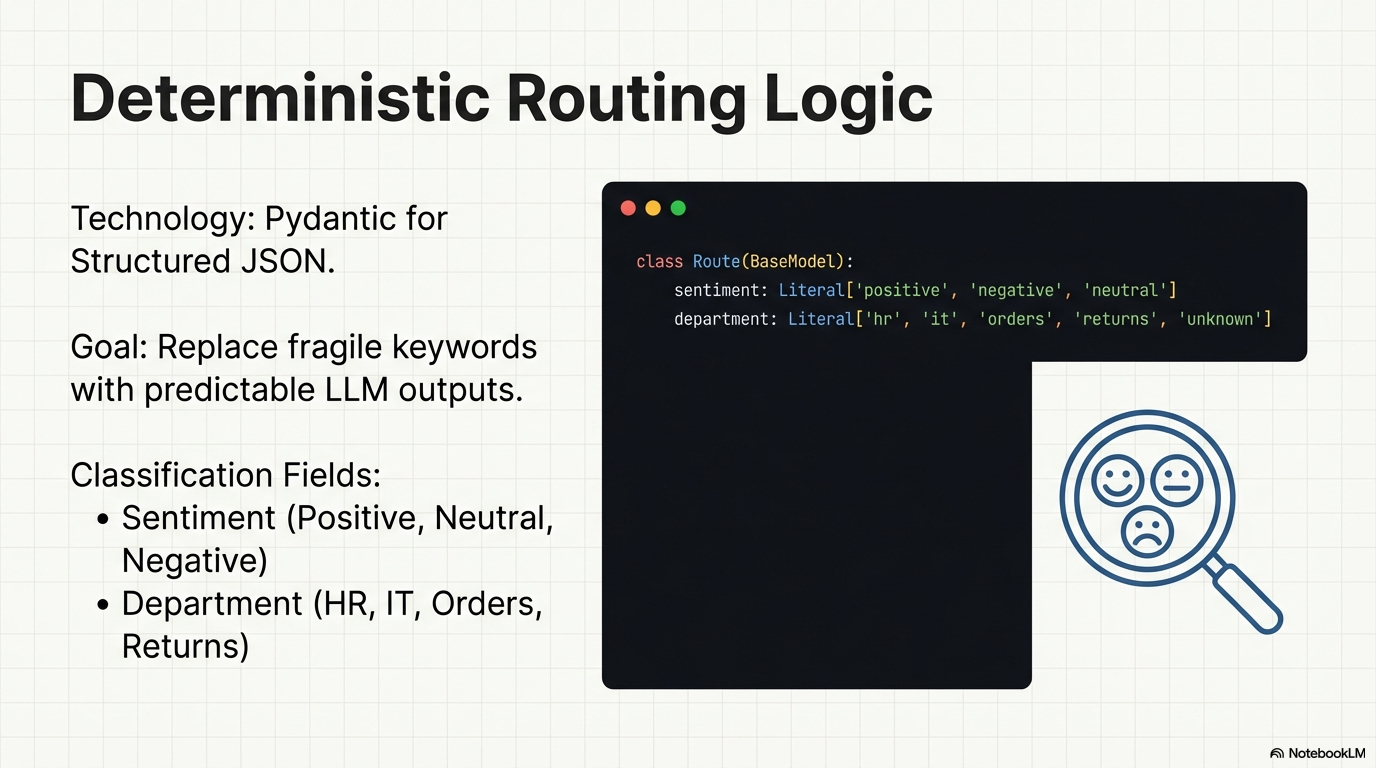 Deterministic Routing Logic
Technology: Pydantic for
Structured JSON.
Goal: Replace fragile keywords
with predictable LLM outputs.
Classification Fields:
• Sentiment (Positive, Neutral,
Negative)
• Department (HR, IT, Orders,
Returns)
class Route(BaseModel):
    sentiment: Literal['positive', 'negative', 'neutral']
    department: Literal['hr', 'it', 'orders', 'returns', 'unknown']
NotebookLM